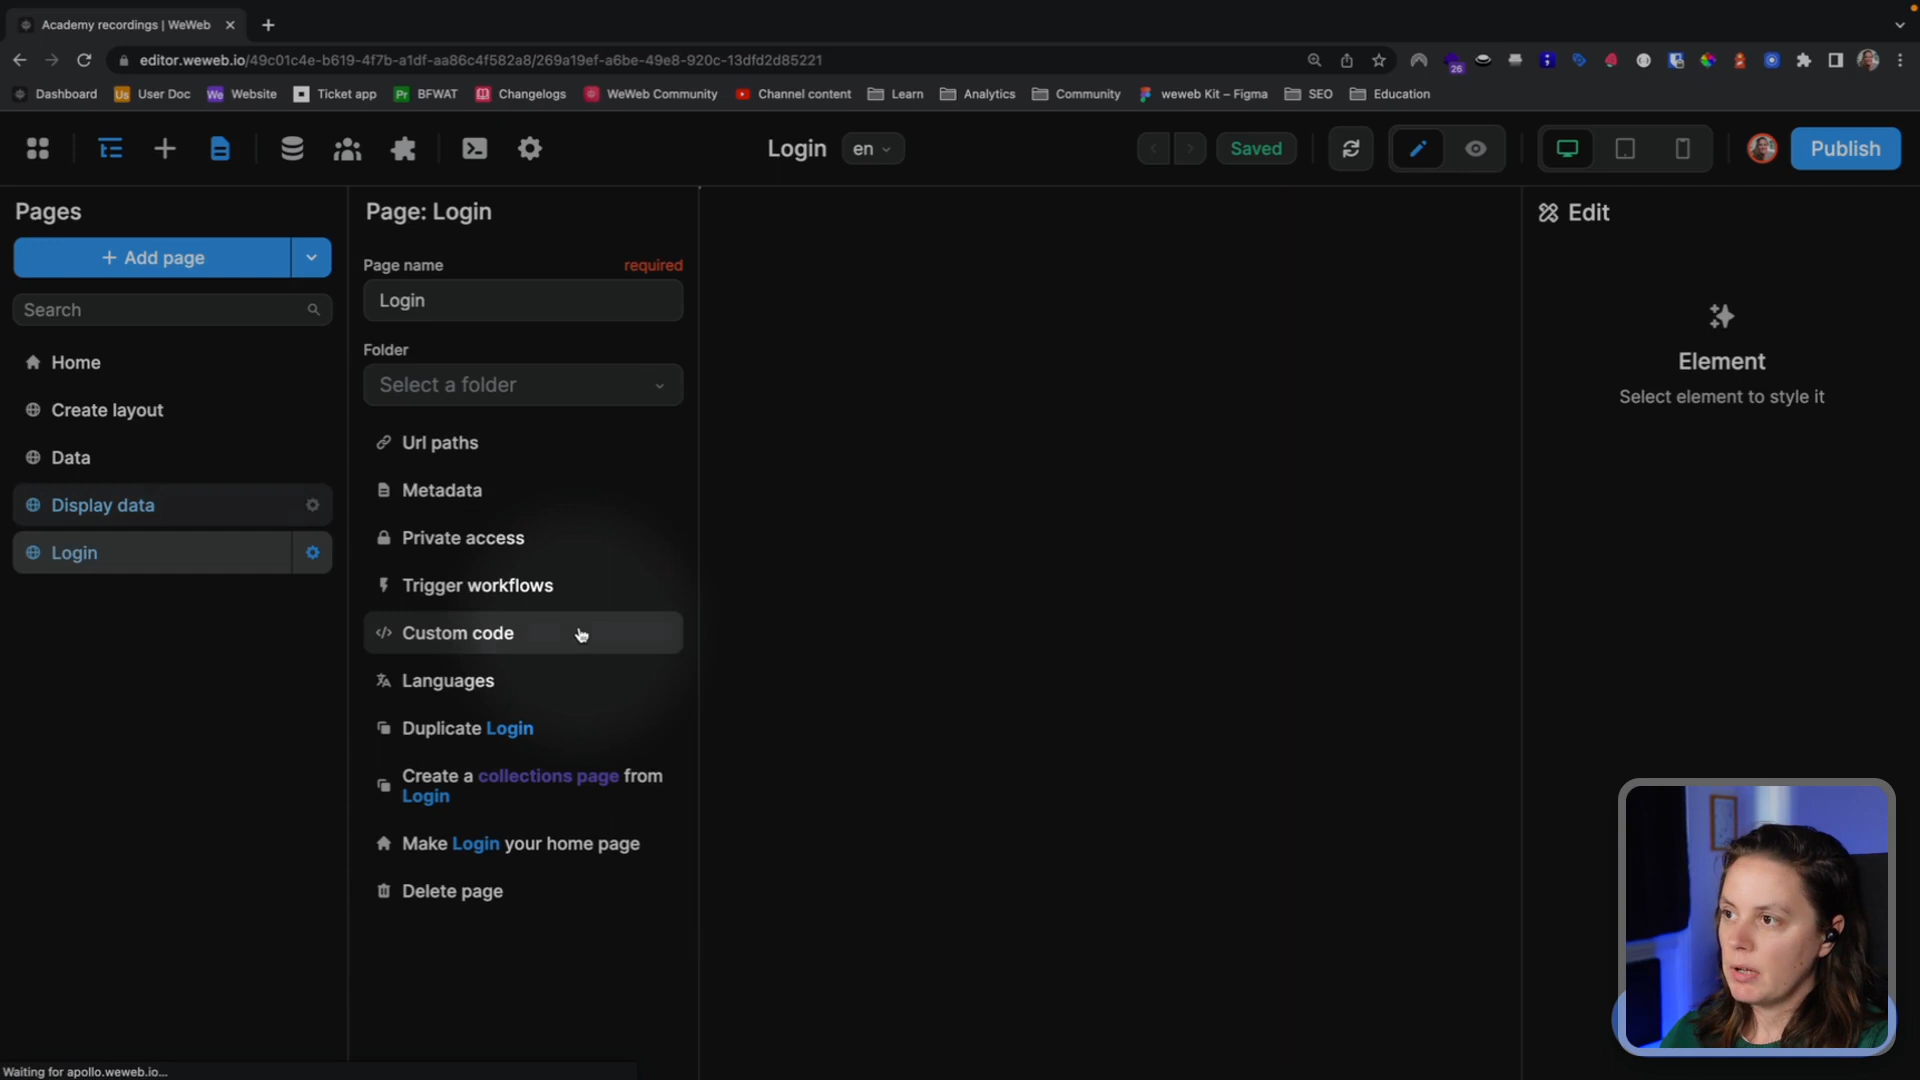 Academy recordings | WeWeb
editor.weweb.io/49c01c4e-b619-4f7b-a1df-aa86c4f582a8/269a19ef-a6be-49e8-920c-13dfd2d85221
26
Dashboard
Us User Doc
We Website
Ticket app
Pr BFWAT
Changelogs
WeWeb Community
Channel content
Learn
Analytics
Community
weweb Kit – Figma
SEO
Education
Login
en
Saved
Publish
Pages
+ Add page
Search
Home
Create layout
Data
Display data
Login
Page: Login
Page name required
Login
Folder
Select a folder
Url paths
Metadata
Private access
Trigger workflows
Custom code
Languages
Duplicate Login
Create a collections page from
Login
Make Login your home page
Delete page
Edit
Element
Select element to style it
Waiting for apollo.weweb.io...